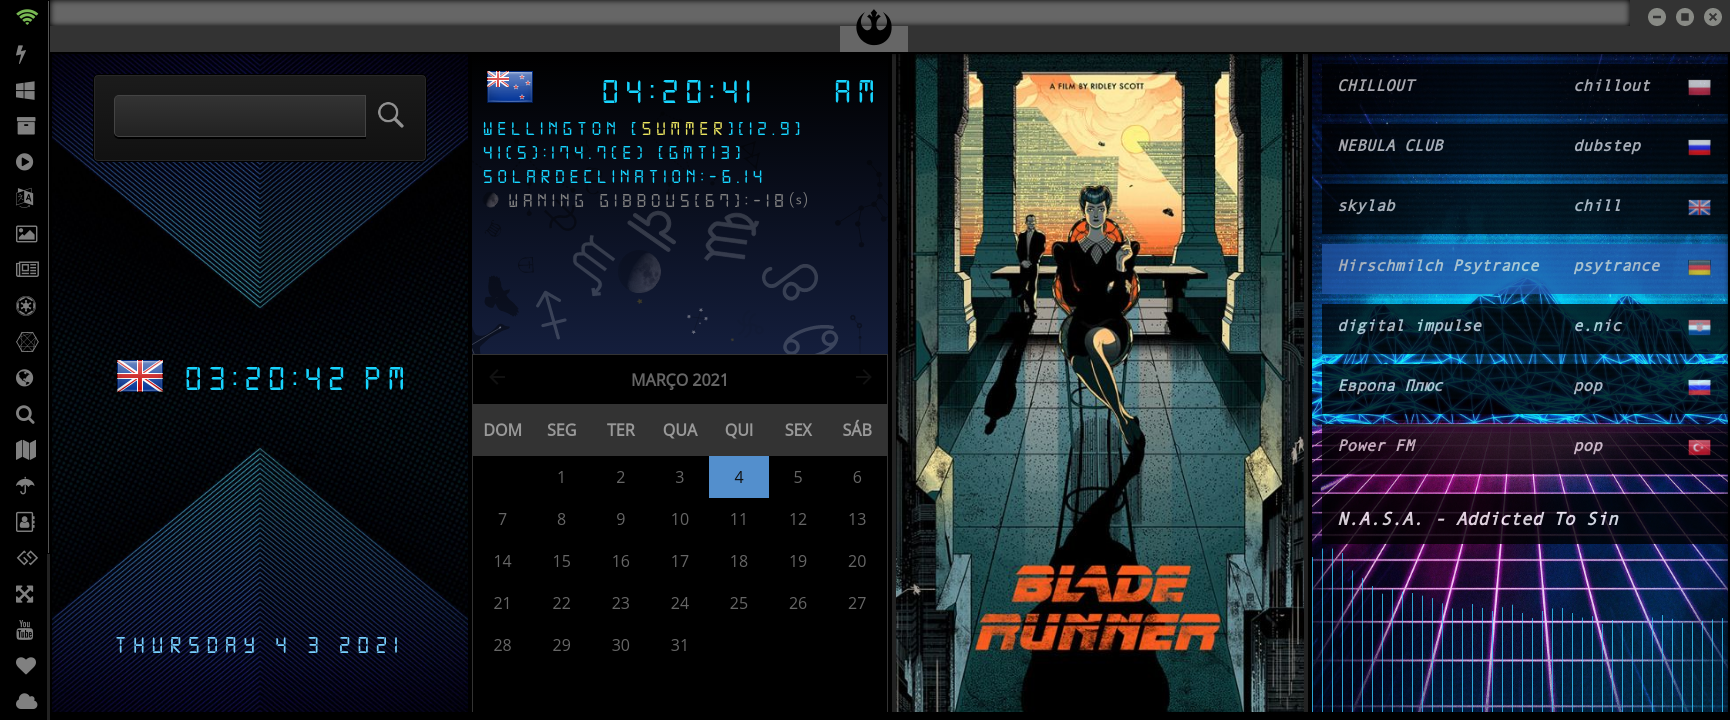 04:20:41 AM
WELLINGTON [SUMMER][12.9]
41(S):174.7(E) [GMT13]
SOLARDECLINATION:-6.14
WANING GIBBOUS[67]:-18(s)
03:20:42 PM
THURSDAY 4 3 2021
MARÇO 2021
DOM SEG TER QUA QUI SEX SÁB
1 2 3 4 5 6
7 8 9 10 11 12 13
14 15 16 17 18 19 20
21 22 23 24 25 26 27
28 29 30 31
A FILM BY RIDLEY SCOTT
BLADE
RUNNER
CHILLOUT chillout
NEBULA CLUB dubstep
skylab chill
Hirschmilch Psytrance psytrance
digital impulse e.nic
Европа Плюс pop
Power FM pop
N.A.S.A. - Addicted To Sin
You
Tube